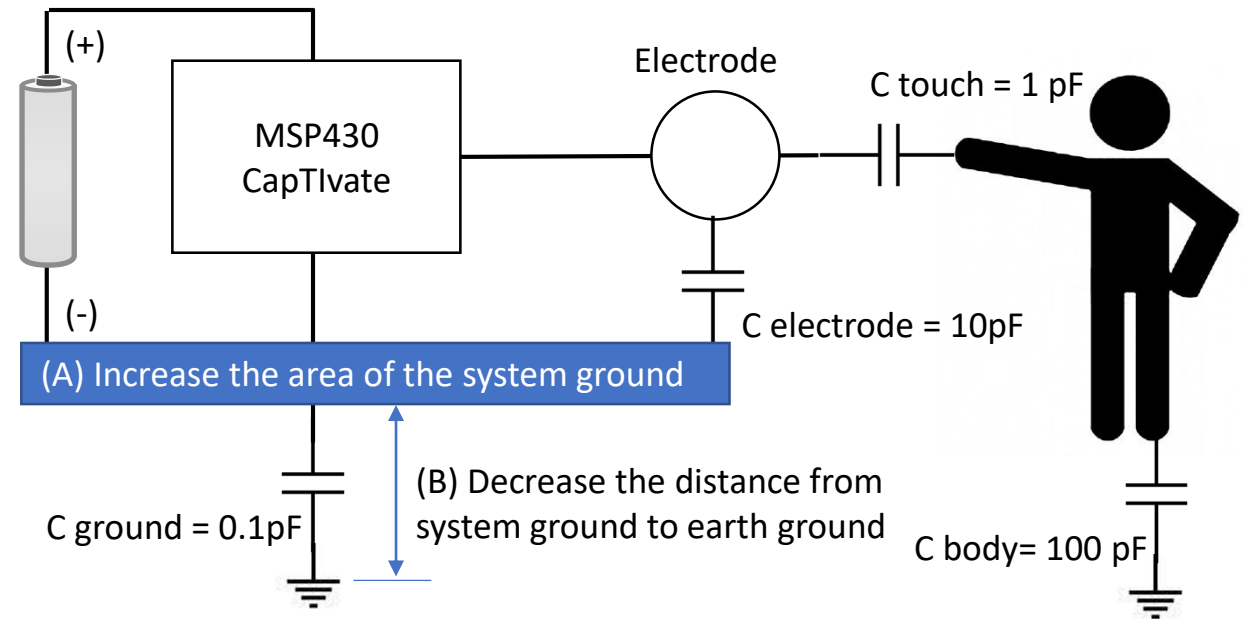 (+)
Electrode
C touch = 1 pF
MSP430
CapTIvate
(-)
C electrode = 10pF
(A) Increase the area of the system ground
(B) Decrease the distance from
system ground to earth ground
C ground = 0.1pF
C body= 100 pF